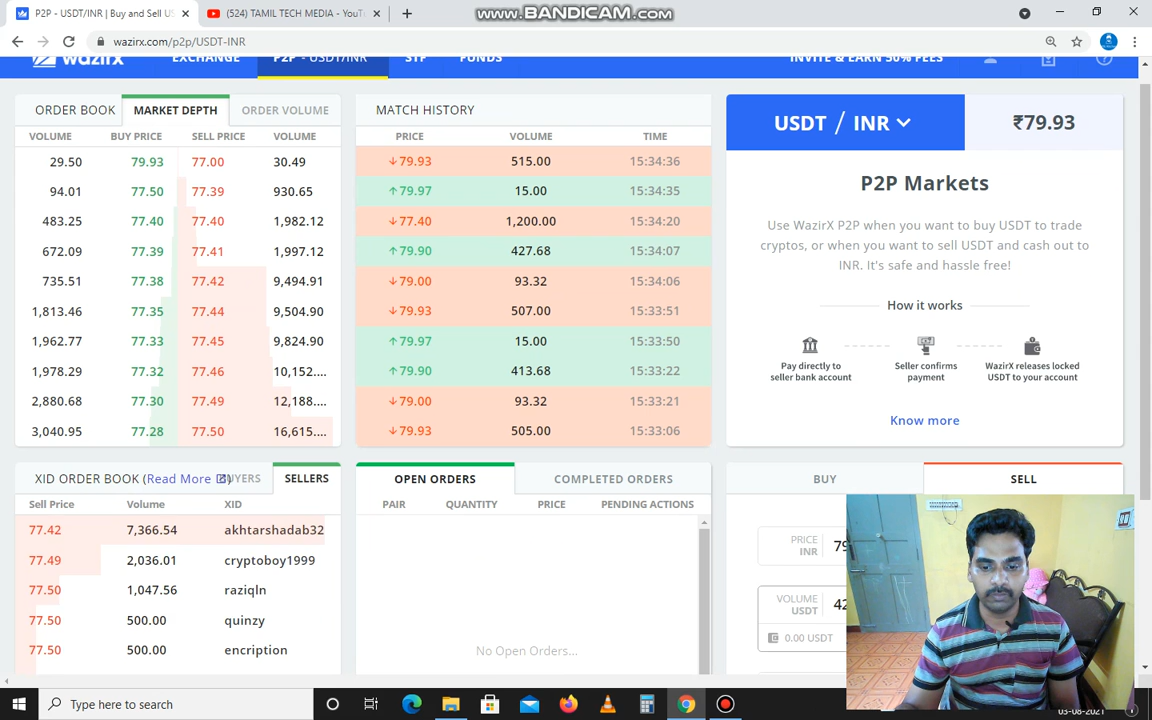 P2P - USDT/INR | Buy and Sell US
(524) TAMIL TECH MEDIA - YouT
www.BANDICAM.com
wazirx.com/p2p/USDT-INR
wazirx
EXCHANGE
P2P - USDT/INR
STF
FUNDS
INVITE & EARN 50% FEES
ORDER BOOK MARKET DEPTH ORDER VOLUME
VOLUME BUY PRICE SELL PRICE VOLUME
29.50 79.93 77.00 30.49
94.01 77.50 77.39 930.65
483.25 77.40 77.40 1,982.12
672.09 77.39 77.41 1,997.12
735.51 77.38 77.42 9,494.91
1,813.46 77.35 77.44 9,504.90
1,962.77 77.33 77.45 9,824.90
1,978.29 77.32 77.46 10,152....
2,880.68 77.30 77.49 12,188....
3,040.95 77.28 77.50 16,615....
MATCH HISTORY
PRICE VOLUME TIME
↓79.93 515.00 15:34:36
↑79.97 15.00 15:34:35
↓77.40 1,200.00 15:34:20
↑79.90 427.68 15:34:07
↓79.00 93.32 15:34:06
↓79.93 507.00 15:33:51
↑79.97 15.00 15:33:50
↑79.90 413.68 15:33:22
↓79.00 93.32 15:33:21
↓79.93 505.00 15:33:06
USDT / INR ₹79.93
P2P Markets
Use WazirX P2P when you want to buy USDT to trade
cryptos, or when you want to sell USDT and cash out to
INR. It's safe and hassle free!
How it works
Pay directly to
seller bank account
Seller confirms
payment
WazirX releases locked
USDT to your account
Know more
XID ORDER BOOK (Read More ) SELLERS
Sell Price Volume XID
77.42 7,366.54 akhtarshadab32
77.49 2,036.01 cryptoboy1999
77.50 1,047.56 raziqln
77.50 500.00 quinzy
77.50 500.00 encription
OPEN ORDERS COMPLETED ORDERS
PAIR QUANTITY PRICE PENDING ACTIONS
No Open Orders...
BUY SELL
PRICE
INR
79
VOLUME
USDT
42
0.00 USDT
Type here to search
03-08-2021